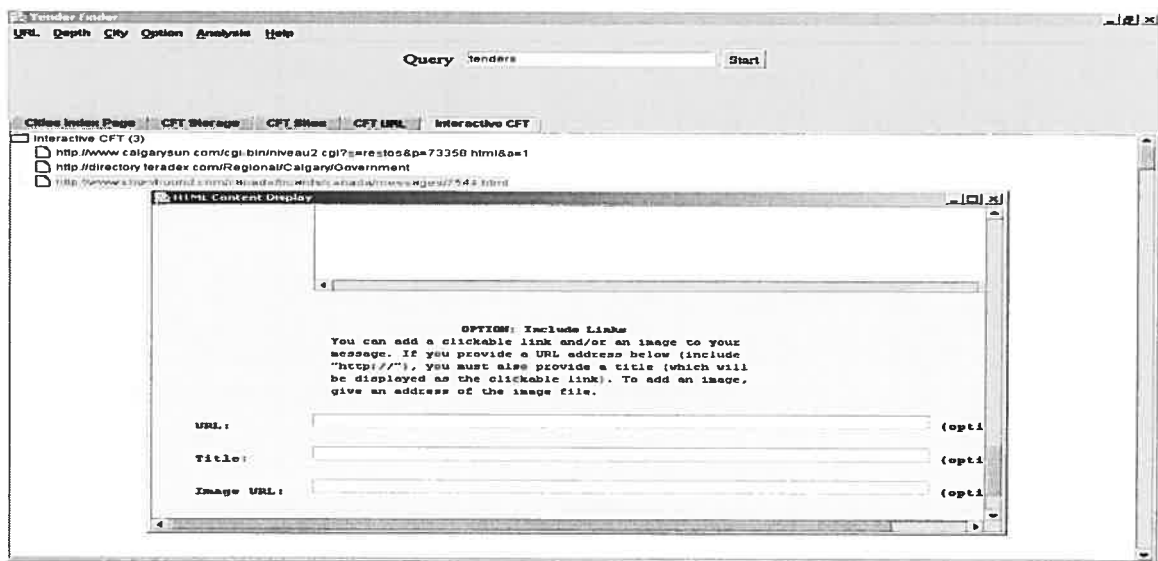 Tender Finder
URL Depth City Option Analysis Help
Query tenders Start
Cities Index Page CFT Storage CFT Sites CFT URL Interactive CFT
Interactive CFT (3)
http://www.calgarysun.com/cgi-bin/niveau2.cgi?s=restos&p=73358.html&a=1
http://directory.teradex.com/Regional/Calgary/Government
HTML Content Display
OPTION: Include Links
You can add a clickable link and/or an image to your
message. If you provide a URL address below (include
"http://"), you must also provide a title (which will
be displayed as the clickable link). To add an image,
give an address of the image file.
URL: (opti
Title: (opti
Image URL: (opti